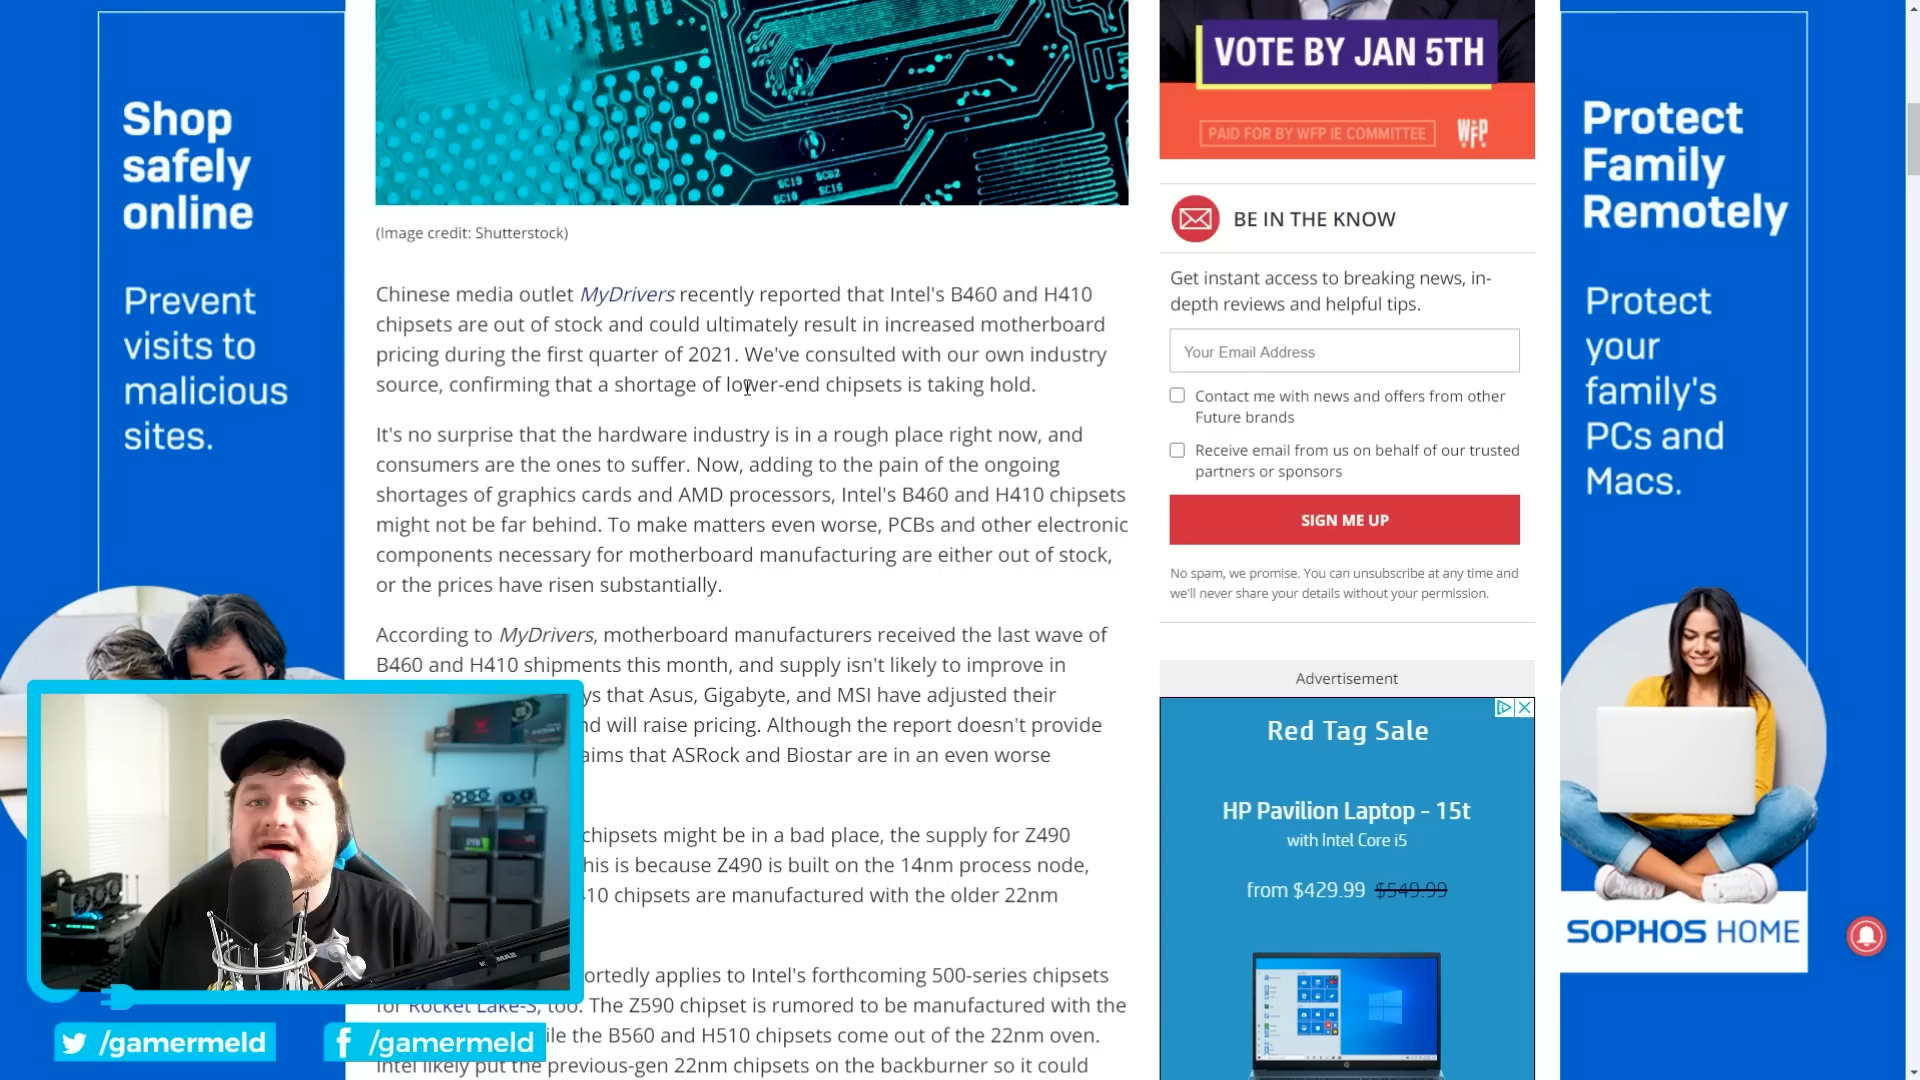 Shop
safely
online
Prevent
visits to
malicious
sites.
SC19 SC62
SC10 SC16
(Image credit: Shutterstock)
Chinese media outlet MyDrivers recently reported that Intel's B460 and H410
chipsets are out of stock and could ultimately result in increased motherboard
pricing during the first quarter of 2021. We've consulted with our own industry
source, confirming that a shortage of lower-end chipsets is taking hold.
It's no surprise that the hardware industry is in a rough place right now, and
consumers are the ones to suffer. Now, adding to the pain of the ongoing
shortages of graphics cards and AMD processors, Intel's B460 and H410 chipsets
might not be far behind. To make matters even worse, PCBs and other electronic
components necessary for motherboard manufacturing are either out of stock,
or the prices have risen substantially.
According to MyDrivers, motherboard manufacturers received the last wave of
B460 and H410 shipments this month, and supply isn't likely to improve in
ys that Asus, Gigabyte, and MSI have adjusted their
nd will raise pricing. Although the report doesn't provide
aims that ASRock and Biostar are in an even worse
chipsets might be in a bad place, the supply for Z490
his is because Z490 is built on the 14nm process node,
10 chipsets are manufactured with the older 22nm
ortedly applies to Intel's forthcoming 500-series chipsets
for Rocket Lake-S, too. The Z590 chipset is rumored to be manufactured with the
ile the B560 and H510 chipsets come out of the 22nm oven.
Intel likely put the previous-gen 22nm chipsets on the backburner so it could
/gamermeld
/gamermeld
VOTE BY JAN 5TH
PAID FOR BY WFP IE COMMITTEE
WFP
BE IN THE KNOW
Get instant access to breaking news, in-
depth reviews and helpful tips.
Your Email Address
Contact me with news and offers from other
Future brands
Receive email from us on behalf of our trusted
partners or sponsors
SIGN ME UP
No spam, we promise. You can unsubscribe at any time and
we'll never share your details without your permission.
Advertisement
Red Tag Sale
HP Pavilion Laptop - 15t
with Intel Core i5
from $429.99 $549.99
Protect
Family
Remotely
Protect
your
family's
PCs and
Macs.
SOPHOS HOME